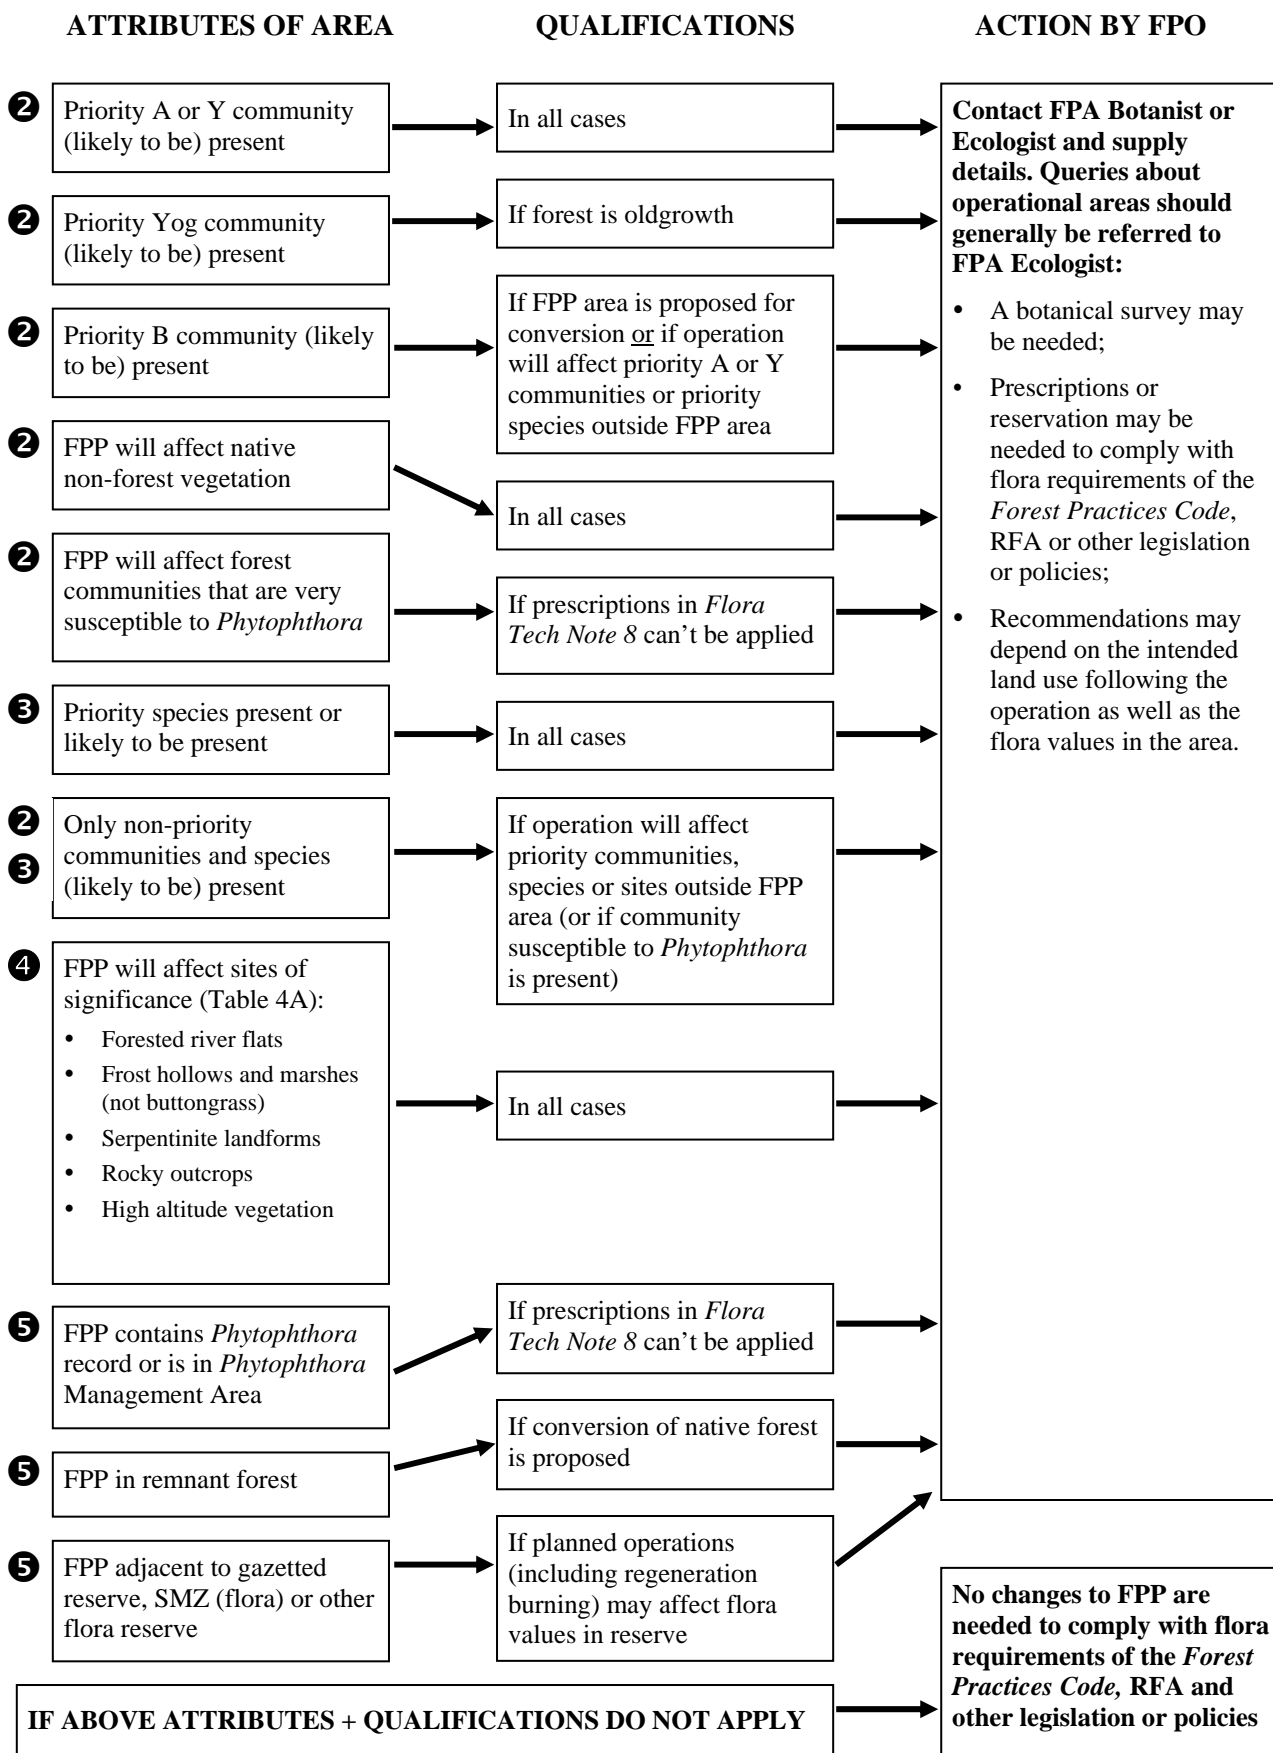 ATTRIBUTES OF AREA
QUALIFICATIONS
ACTION BY FPO
❷
Priority A or Y community
(likely to be) present
In all cases
❷
Priority Yog community
(likely to be) present
If forest is oldgrowth
❷
Priority B community (likely
to be) present
If FPP area is proposed for
conversion or if operation
will affect priority A or Y
communities or priority
species outside FPP area
❷
FPP will affect native
non-forest vegetation
In all cases
❷
FPP will affect forest
communities that are very
susceptible to Phytophthora
If prescriptions in Flora
Tech Note 8 can’t be applied
❸
Priority species present or
likely to be present
In all cases
❷
❸
Only non-priority
communities and species
(likely to be) present
If operation will affect
priority communities,
species or sites outside FPP
area (or if community
susceptible to Phytophthora
is present)
❹
FPP will affect sites of
significance (Table 4A):
• Forested river flats
• Frost hollows and marshes
(not buttongrass)
• Serpentinite landforms
• Rocky outcrops
• High altitude vegetation
In all cases
❺
FPP contains Phytophthora
record or is in Phytophthora
Management Area
If prescriptions in Flora
Tech Note 8 can’t be applied
❺
FPP in remnant forest
If conversion of native forest
is proposed
❺
FPP adjacent to gazetted
reserve, SMZ (flora) or other
flora reserve
If planned operations
(including regeneration
burning) may affect flora
values in reserve
Contact FPA Botanist or
Ecologist and supply
details. Queries about
operational areas should
generally be referred to
FPA Ecologist:
• A botanical survey may
be needed;
• Prescriptions or
reservation may be
needed to comply with
flora requirements of the
Forest Practices Code,
RFA or other legislation
or policies;
• Recommendations may
depend on the intended
land use following the
operation as well as the
flora values in the area.
IF ABOVE ATTRIBUTES + QUALIFICATIONS DO NOT APPLY
No changes to FPP are
needed to comply with flora
requirements of the Forest
Practices Code, RFA and
other legislation or policies